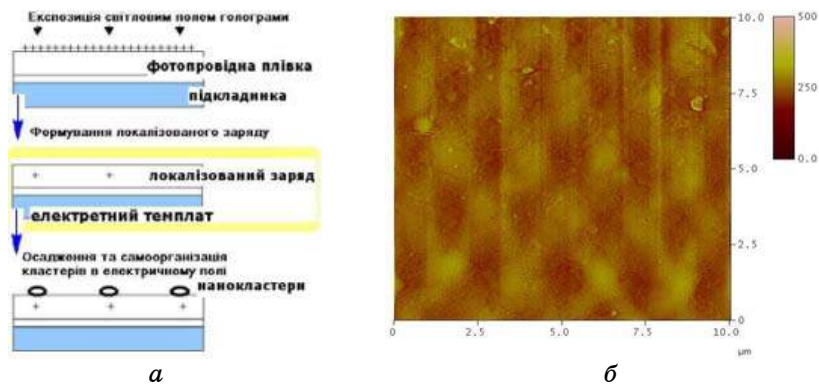 Експозиція світловим полем голограми
фотопровідна плівка
підкладинка
Формування локалізованого заряду
локалізований заряд
електретний темплат
Осадження та самоорганізація
кластерів в електричному полі
нанокластери
а
10.0
7.5
5.0
2.5
0
0
2.5
5.0
7.5
10.0
µm
500
250
0.0
б